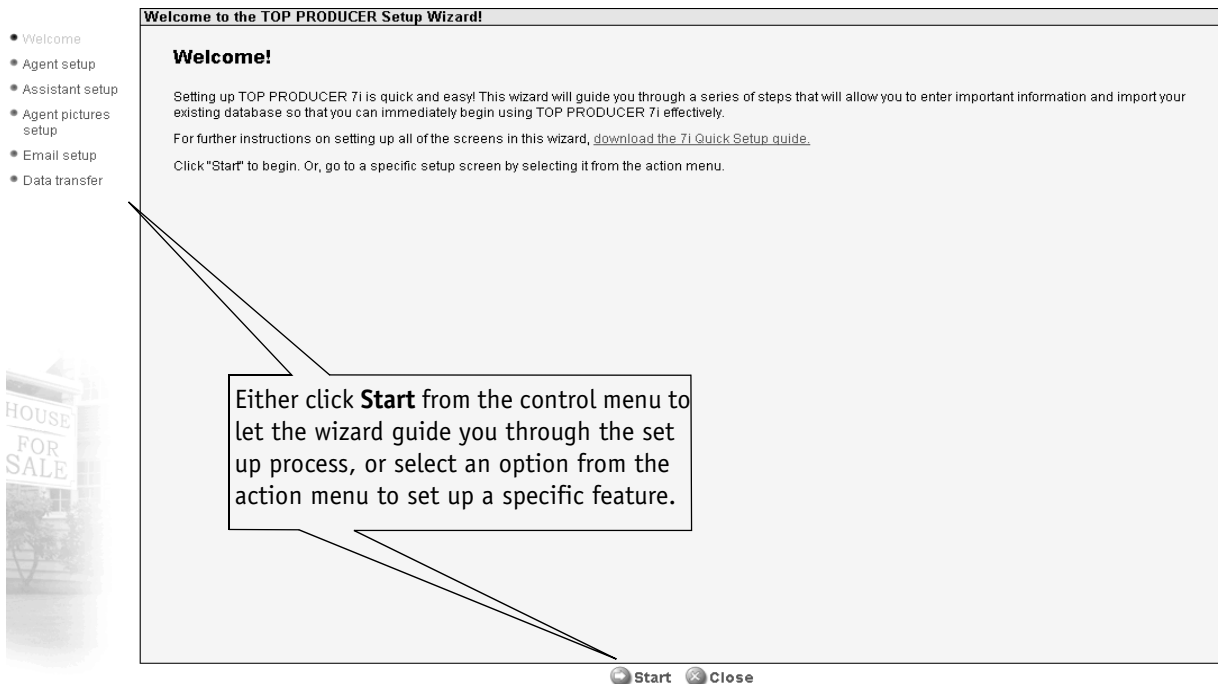 Welcome to the TOP PRODUCER Setup Wizard!
Welcome
Agent setup
Assistant setup
Agent pictures
setup
Email setup
Data transfer
Welcome!
Setting up TOP PRODUCER 7i is quick and easy! This wizard will guide you through a series of steps that will allow you to enter important information and import your
existing database so that you can immediately begin using TOP PRODUCER 7i effectively.
For further instructions on setting up all of the screens in this wizard, download the 7i Quick Setup guide.
Click "Start" to begin. Or, go to a specific setup screen by selecting it from the action menu.
HOUSE
FOR
SALE
Either click Start from the control menu to
let the wizard guide you through the set
up process, or select an option from the
action menu to set up a specific feature.
Start Close